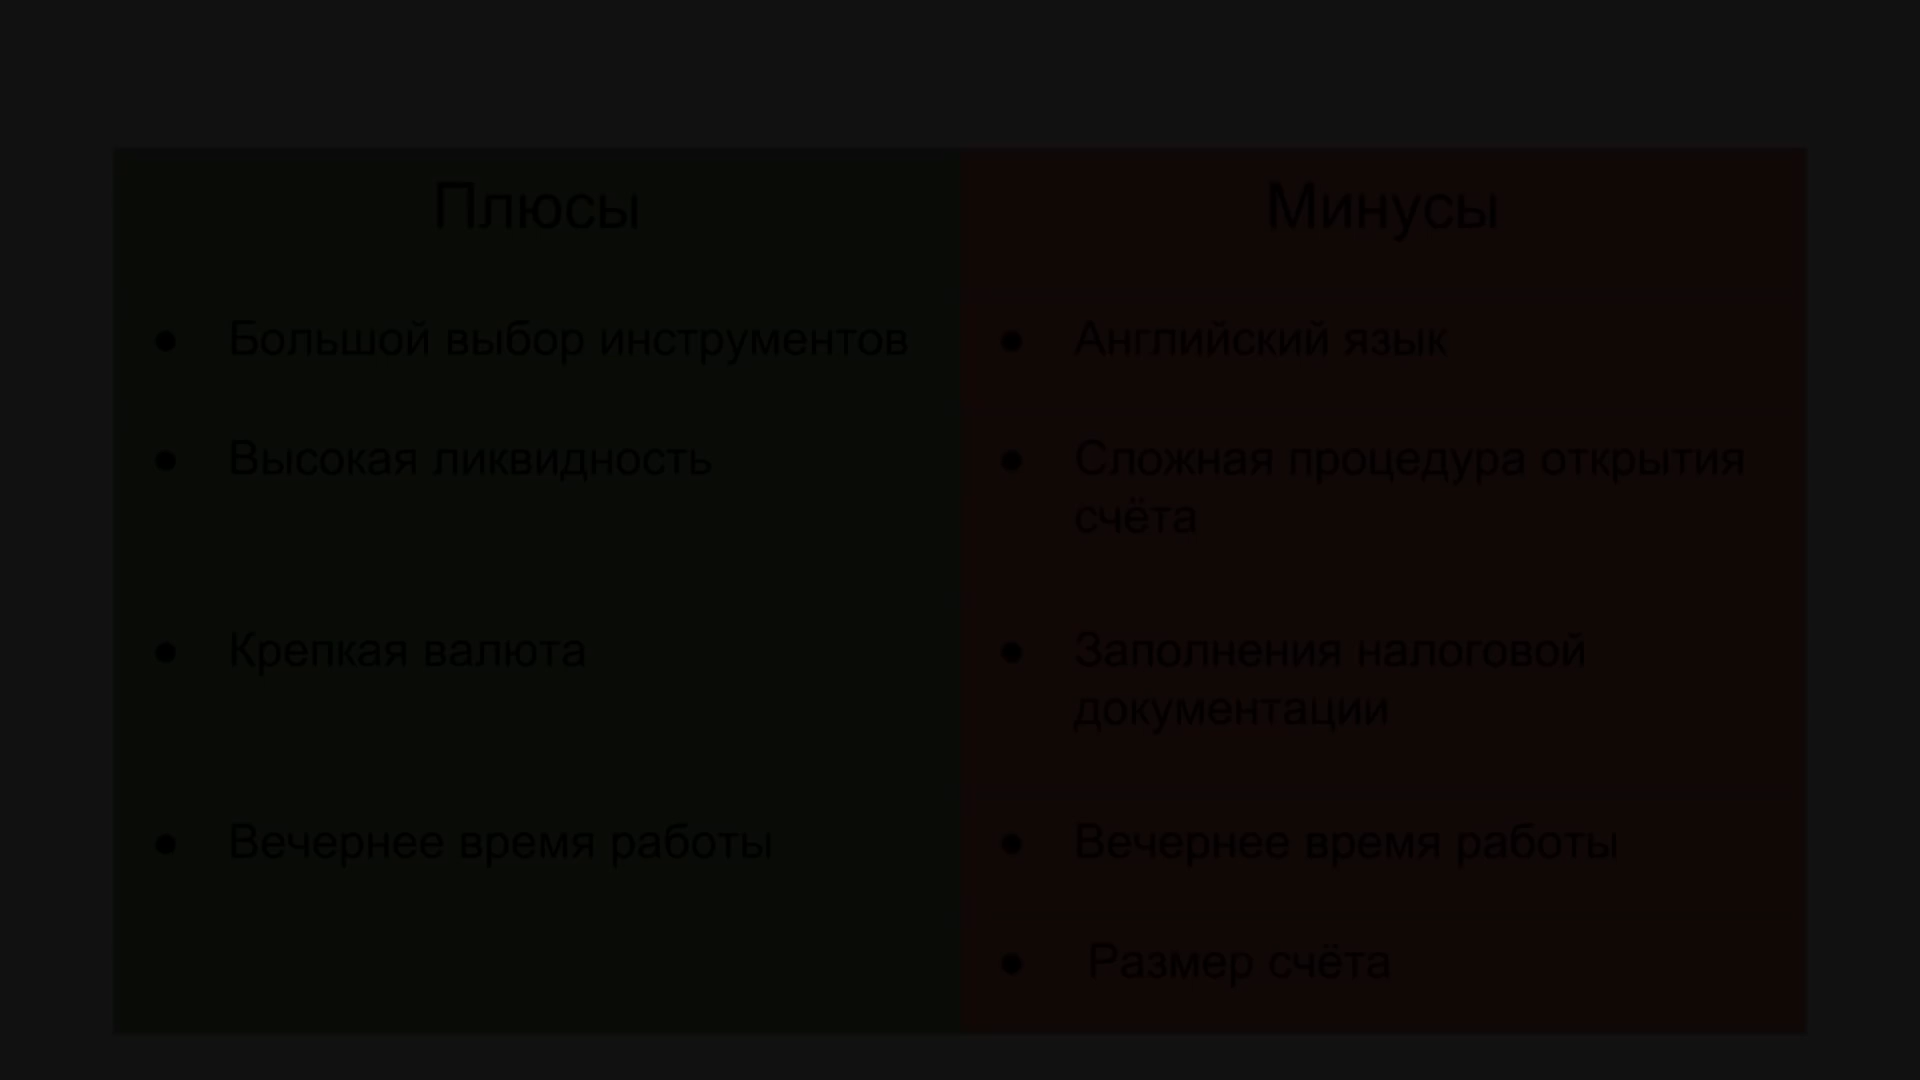 Плюсы
Большой выбор инструментов
Высокая ликвидность
Крепкая валюта
Вечернее время работы
Минусы
Английский язык
Сложная процедура открытия
счёта
Заполнения налоговой
документации
Вечернее время работы
Размер счёта